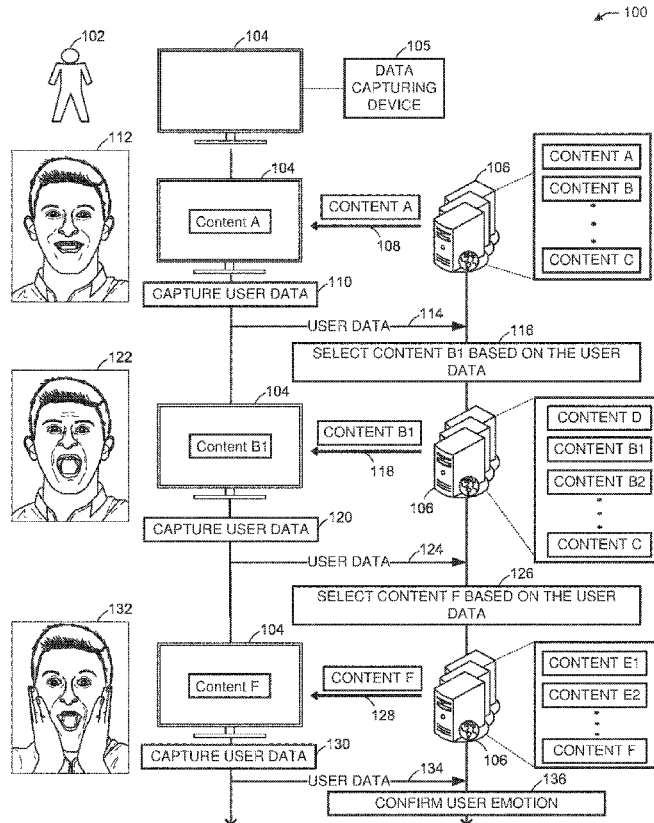 100
102
104
105
DATA
CAPTURING
DEVICE
112
104
106
Content A
CONTENT A
108
CONTENT A
CONTENT B
CONTENT C
CAPTURE USER DATA
110
USER DATA
114
116
SELECT CONTENT B1 BASED ON THE USER
DATA
122
104
Content B1
CONTENT B1
118
106
CONTENT D
CONTENT B1
CONTENT B2
CONTENT C
CAPTURE USER DATA
120
USER DATA
124
126
SELECT CONTENT F BASED ON THE USER
DATA
132
104
Content F
CONTENT F
128
106
CONTENT E1
CONTENT E2
CONTENT F
CAPTURE USER DATA
130
USER DATA
134
136
CONFIRM USER EMOTION